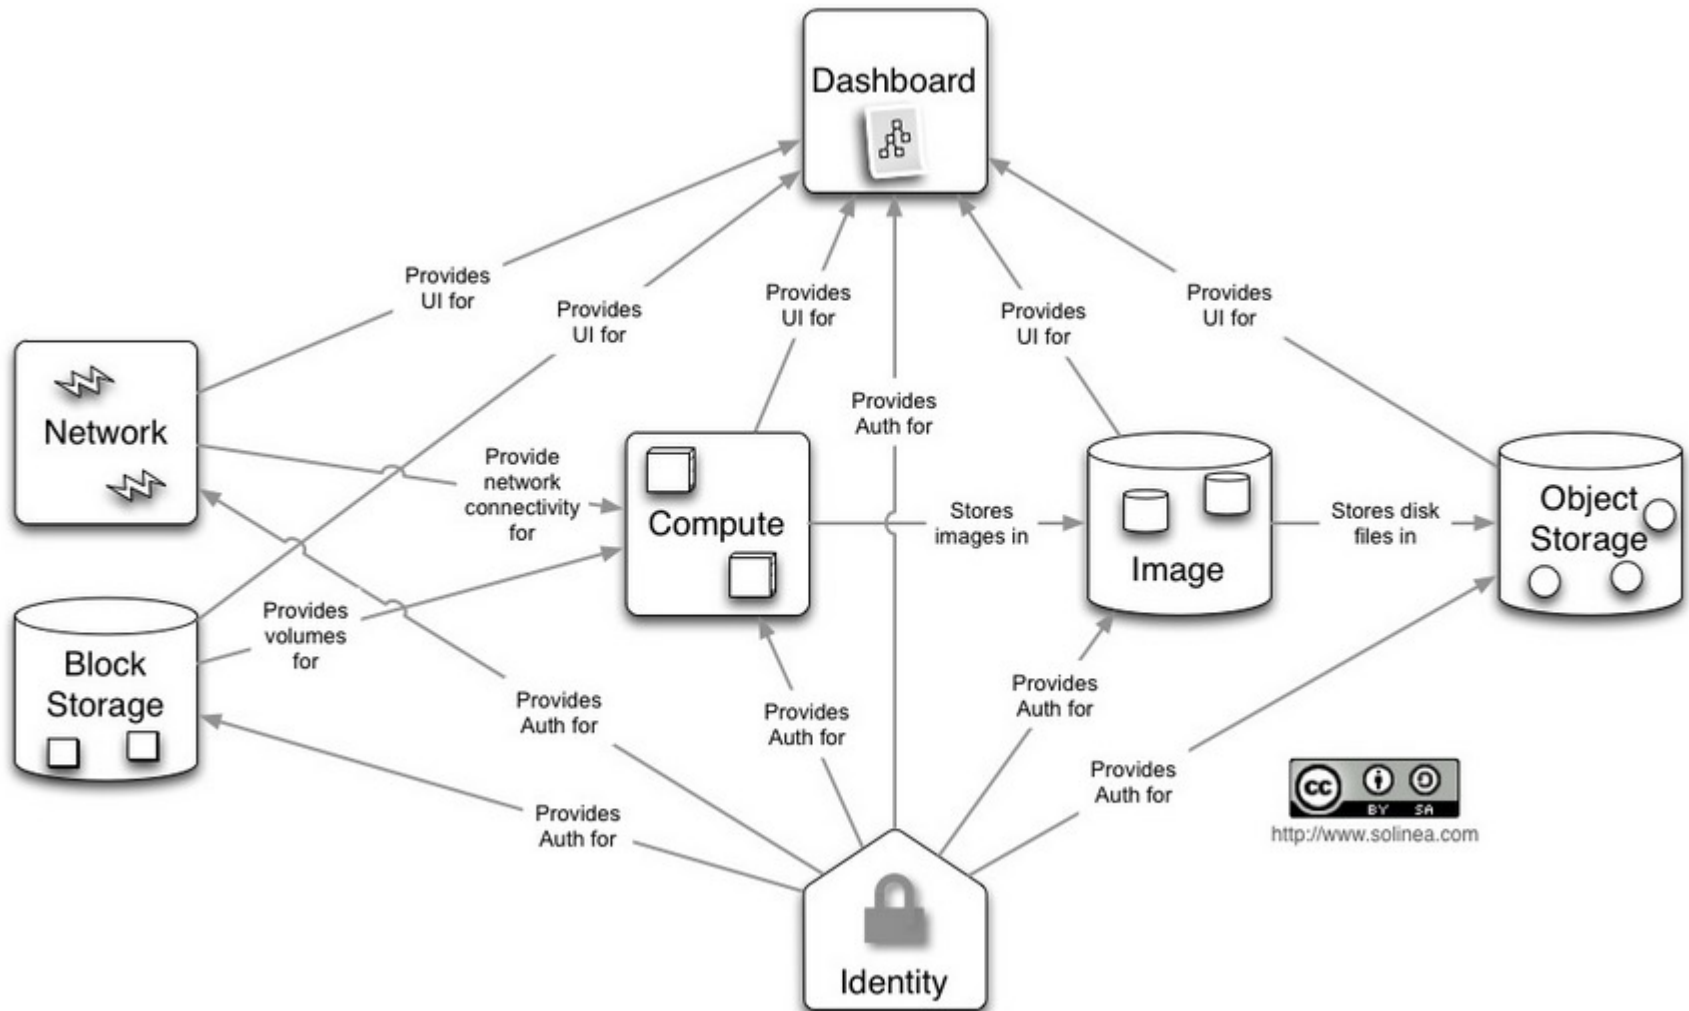 Dashboard
Provides
UI for
Provides
UI for
Provides
UI for
Provides
UI for
Provides
UI for
Network
Provides
Auth for
Provide
network
connectivity
for
Compute
Stores
images in
Image
Stores disk
files in
Object
Storage
Provides
volumes
for
Block
Storage
Provides
Auth for
Provides
Auth for
Provides
Auth for
Provides
Auth for
Provides
Auth for
cc
BY SA
http://www.solinea.com
Identity